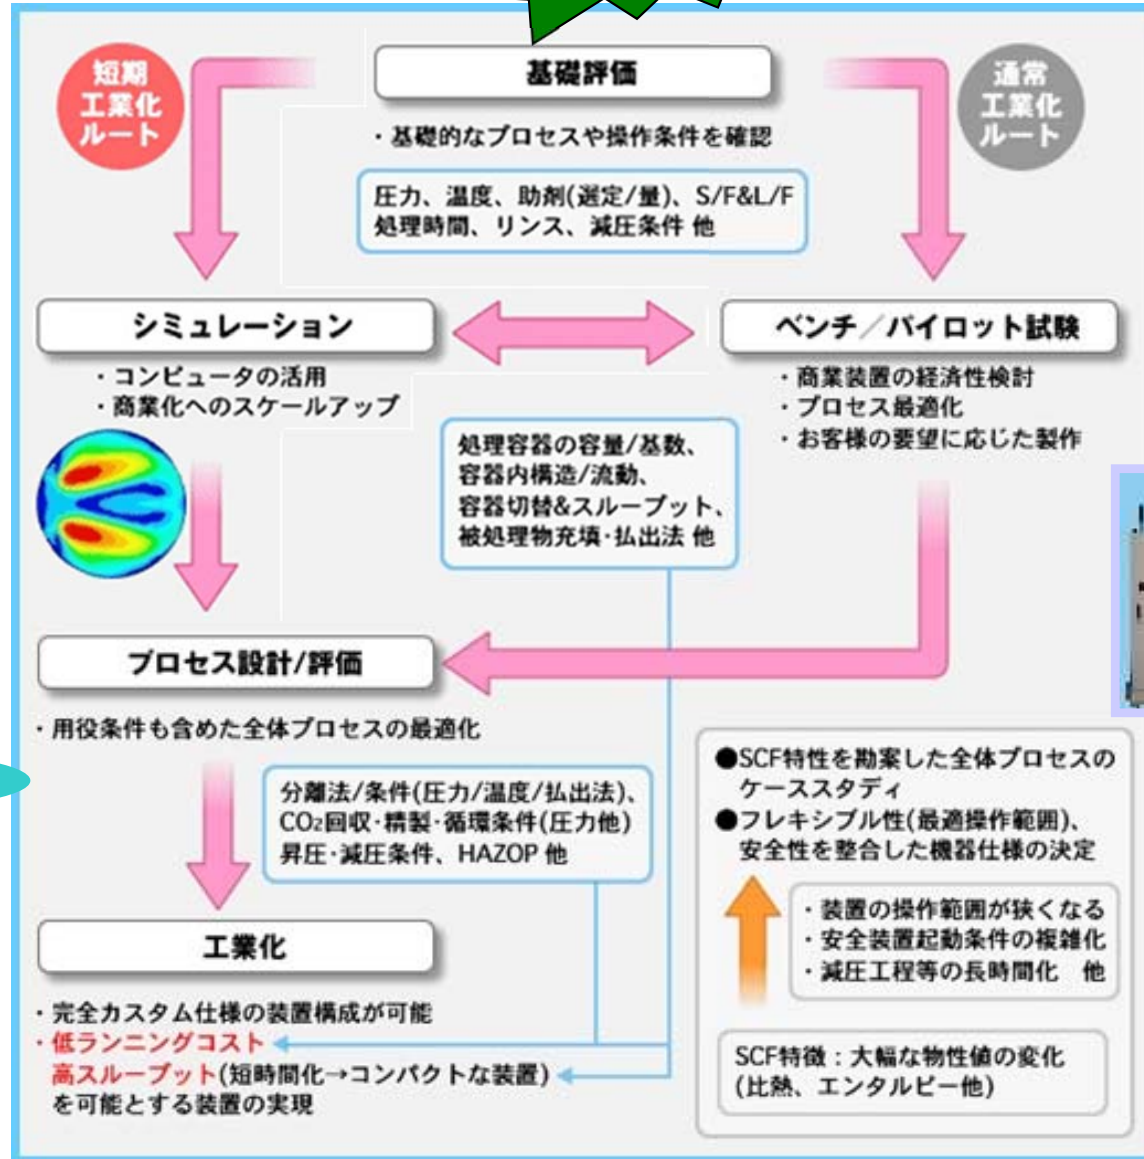 短期
工業化
ルート
基礎評価
通常
工業化
ルート
・基礎的なプロセスや操作条件を確認
圧力、温度、助剤(選定/量)、S/F&L/F
処理時間、リンス、減圧条件 他
シミュレーション
ベンチ／パイロット試験
・コンピュータの活用
・商業化へのスケールアップ
・商業装置の経済性検討
・プロセス最適化
・お客様の要望に応じた製作
処理容器の容量/基数、
容器内構造/流動、
容器切替&スループット、
被処理物充填・払出法 他
プロセス設計/評価
・用役条件も含めた全体プロセスの最適化
分離法/条件(圧力/温度/払出法)、
CO₂回収・精製・循環条件(圧力他)
昇圧・減圧条件、HAZOP 他
工業化
・完全カスタム仕様の装置構成が可能
・低ランニングコスト
高スループット(短時間化→コンパクトな装置)
を可能とする装置の実現
●SCF特性を勘案した全体プロセスの
ケーススタディ
●フレキシブル性(最適操作範囲)、
安全性を整合した機器仕様の決定
・装置の操作範囲が狭くなる
・安全装置起動条件の複雑化
・減圧工程等の長時間化　他
SCF特徴：大幅な物性値の変化
(比熱、エンタルピー他)